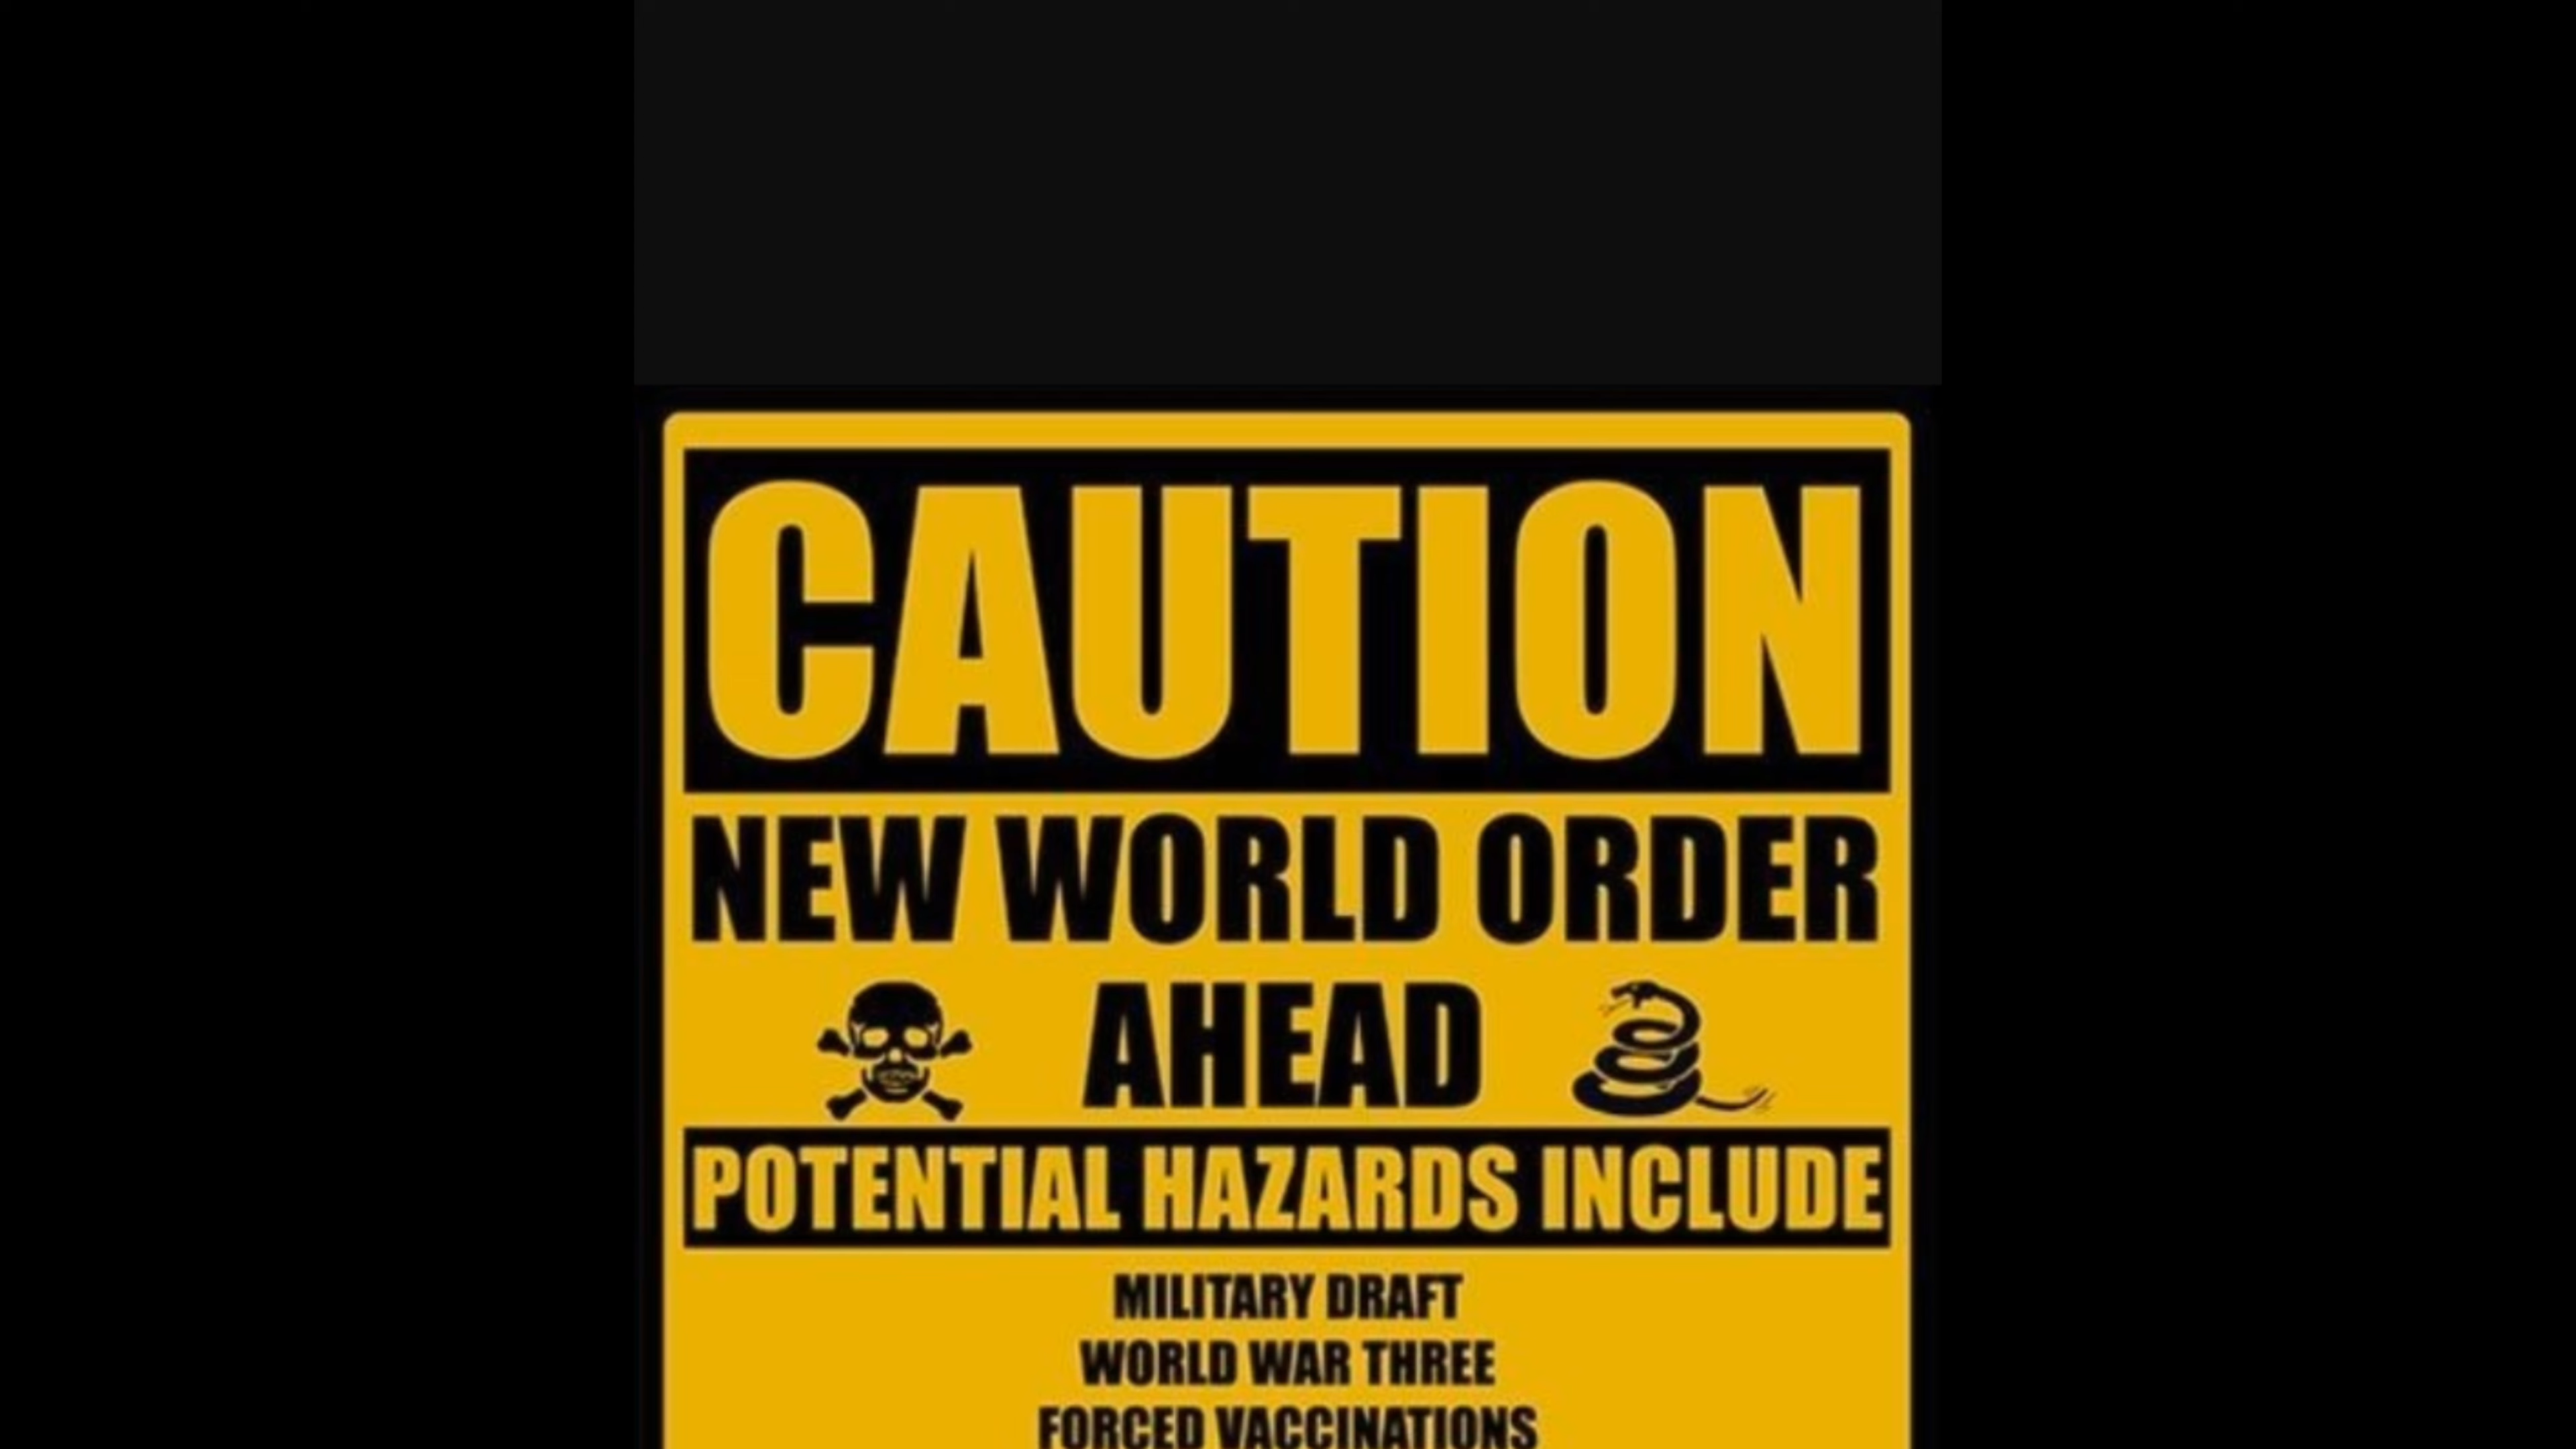 CAUTION
NEW WORLD ORDER
AHEAD
POTENTIAL HAZARDS INCLUDE
MILITARY DRAFT
WORLD WAR THREE
FORCED VACCINATIONS